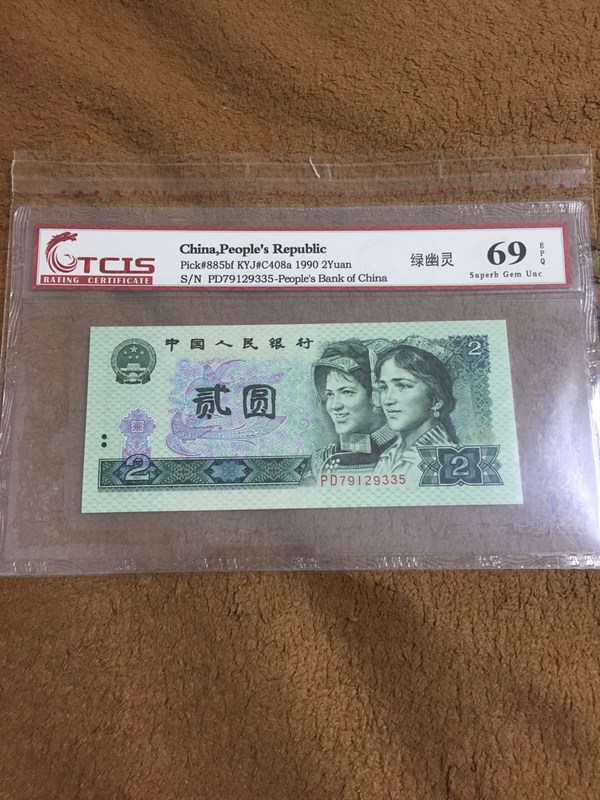 TCIS
RATING CERTIFICATE
China,People's Republic
Pick#885bf KYJ#C408a 1990 2Yuan
S/N PD79129335-People's Bank of China
绿幽灵
69
EPQ
Superb Gem Unc
中国人民银行
2
贰圆
2
PD79129335
2